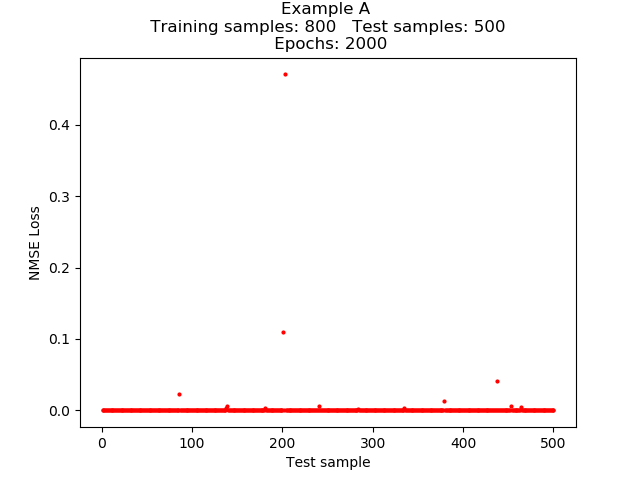 Example A
Training samples: 800   Test samples: 500
Epochs: 2000
NMSE Loss
0.4
0.3
0.2
0.1
0.0
0 100 200 300 400 500
Test sample